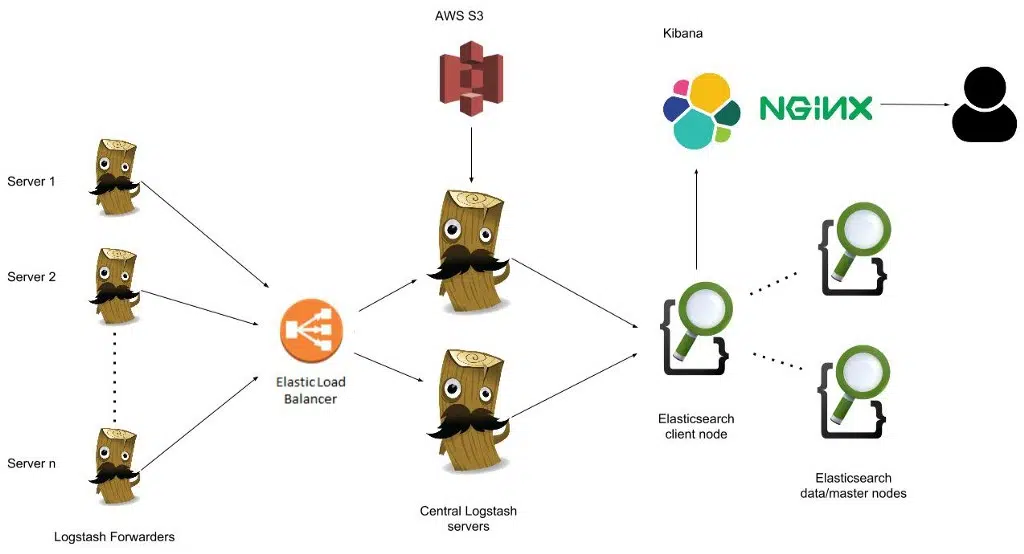 AWS S3
Kibana
NGiNX
Server 1
Server 2
Elastic Load
Balancer
Elasticsearch
client node
Server n
Elasticsearch
data/master nodes
Central Logstash
servers
Logstash Forwarders